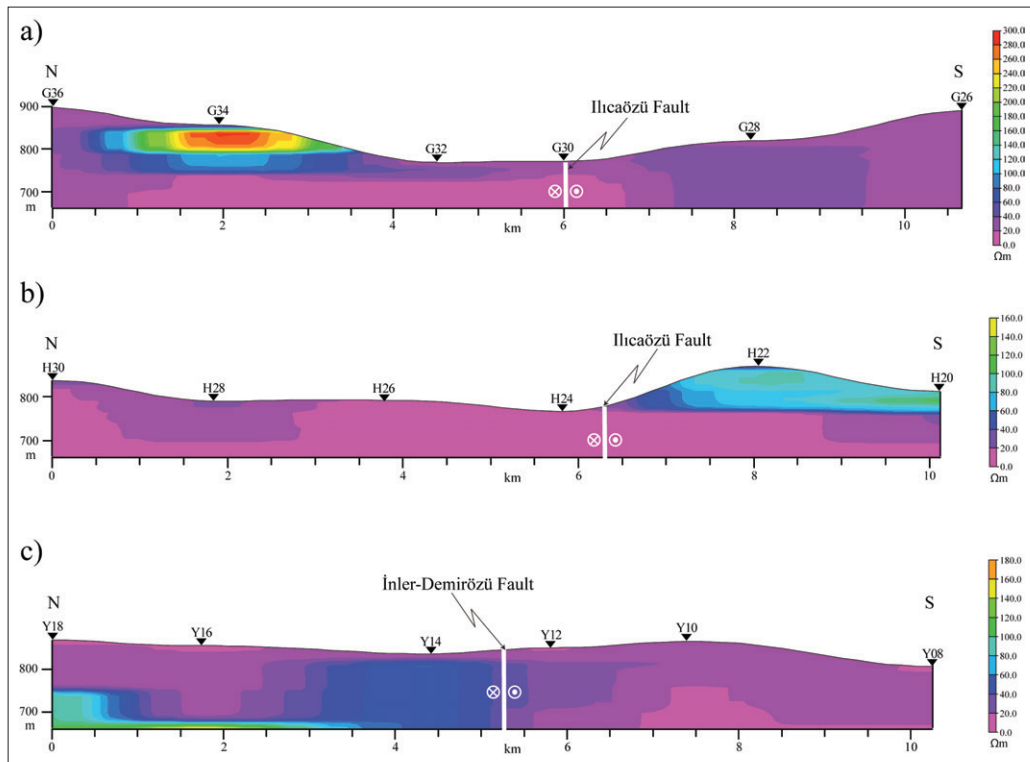 a)
N
S
G36
G34
G32
G30
G28
G26
Ilıcaözü Fault
900
800
700
m
0
2
4
6
8
10
km
300.0
280.0
260.0
240.0
220.0
200.0
180.0
160.0
140.0
120.0
100.0
80.0
60.0
40.0
20.0
0.0
Ωm
b)
N
S
H30
H28
H26
H24
H22
H20
Ilıcaözü Fault
800
700
m
0
2
4
6
8
10
km
160.0
140.0
120.0
100.0
80.0
60.0
40.0
20.0
0.0
Ωm
c)
N
S
Y18
Y16
Y14
Y12
Y10
Y08
İnler-Demirözü Fault
800
700
m
0
2
4
km
6
8
10
180.0
160.0
140.0
120.0
100.0
80.0
60.0
40.0
20.0
0.0
Ωm